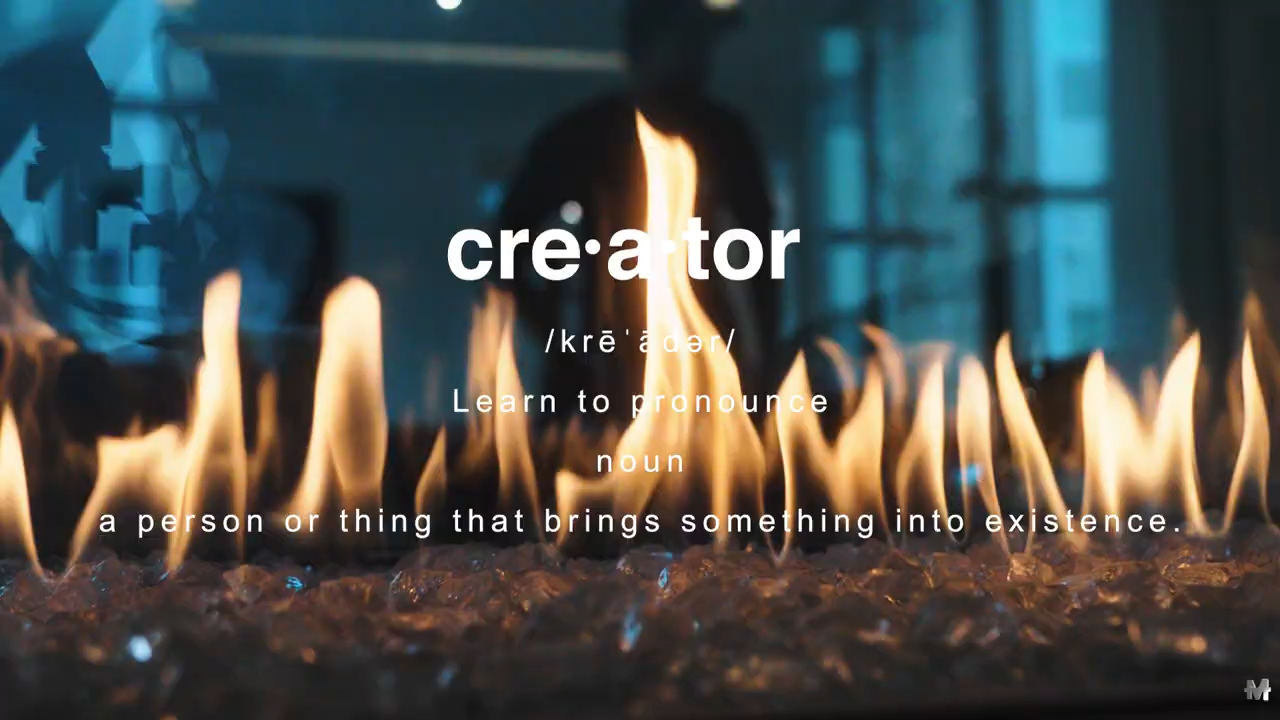 cre·a·tor
/krēˈādər/
Learn to pronounce
noun
a person or thing that brings something into existence.